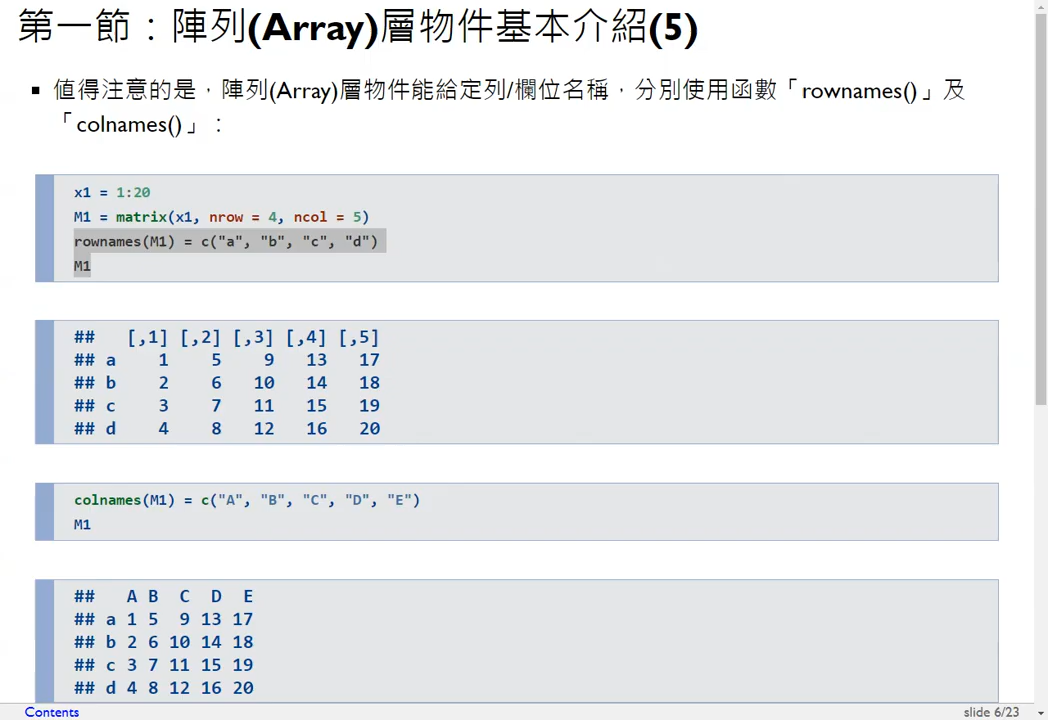 第一節：陣列(Array)層物件基本介紹(5)
值得注意的是，陣列(Array)層物件能給定列/欄位名稱，分別使用函數「rownames()」及
「colnames()」：
x1 = 1:20
M1 = matrix(x1, nrow = 4, ncol = 5)
rownames(M1) = c("a", "b", "c", "d")
M1
##   [,1] [,2] [,3] [,4] [,5]
## a    1    5    9   13   17
## b    2    6   10   14   18
## c    3    7   11   15   19
## d    4    8   12   16   20
colnames(M1) = c("A", "B", "C", "D", "E")
M1
##   A B  C  D  E
## a 1 5  9 13 17
## b 2 6 10 14 18
## c 3 7 11 15 19
## d 4 8 12 16 20
Contents slide 6/23